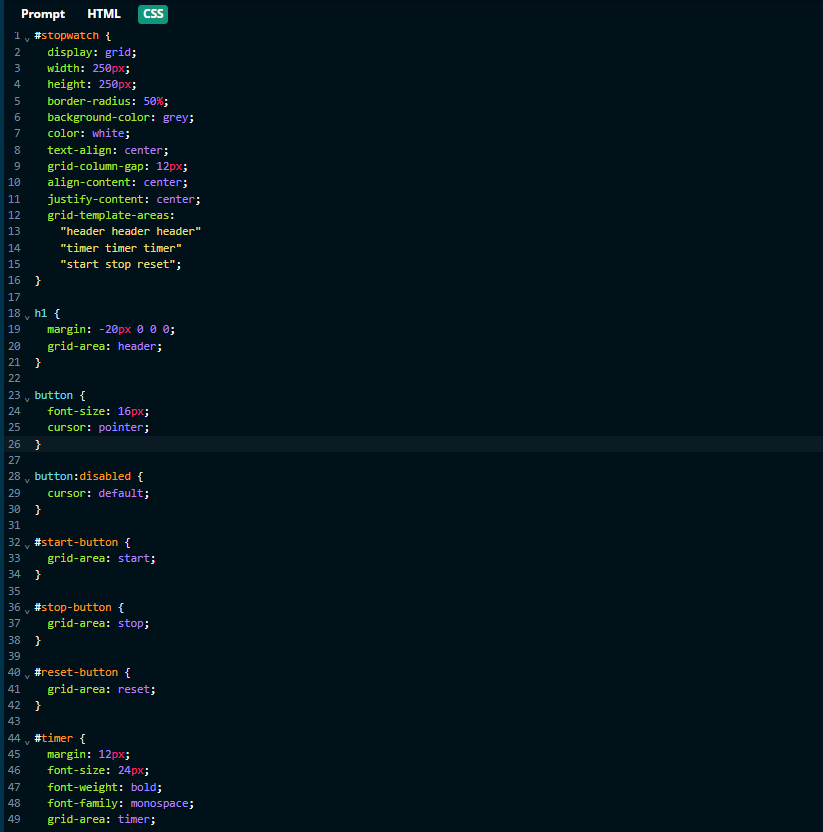 Prompt HTML CSS
1 #stopwatch {
2   display: grid;
3   width: 250px;
4   height: 250px;
5   border-radius: 50%;
6   background-color: grey;
7   color: white;
8   text-align: center;
9   grid-column-gap: 12px;
10   align-content: center;
11   justify-content: center;
12   grid-template-areas:
13     "header header header"
14     "timer timer timer"
15     "start stop reset";
16 }
17
18 h1 {
19   margin: -20px 0 0 0;
20   grid-area: header;
21 }
22
23 button {
24   font-size: 16px;
25   cursor: pointer;
26 }
27
28 button:disabled {
29   cursor: default;
30 }
31
32 #start-button {
33   grid-area: start;
34 }
35
36 #stop-button {
37   grid-area: stop;
38 }
39
40 #reset-button {
41   grid-area: reset;
42 }
43
44 #timer {
45   margin: 12px;
46   font-size: 24px;
47   font-weight: bold;
48   font-family: monospace;
49   grid-area: timer;